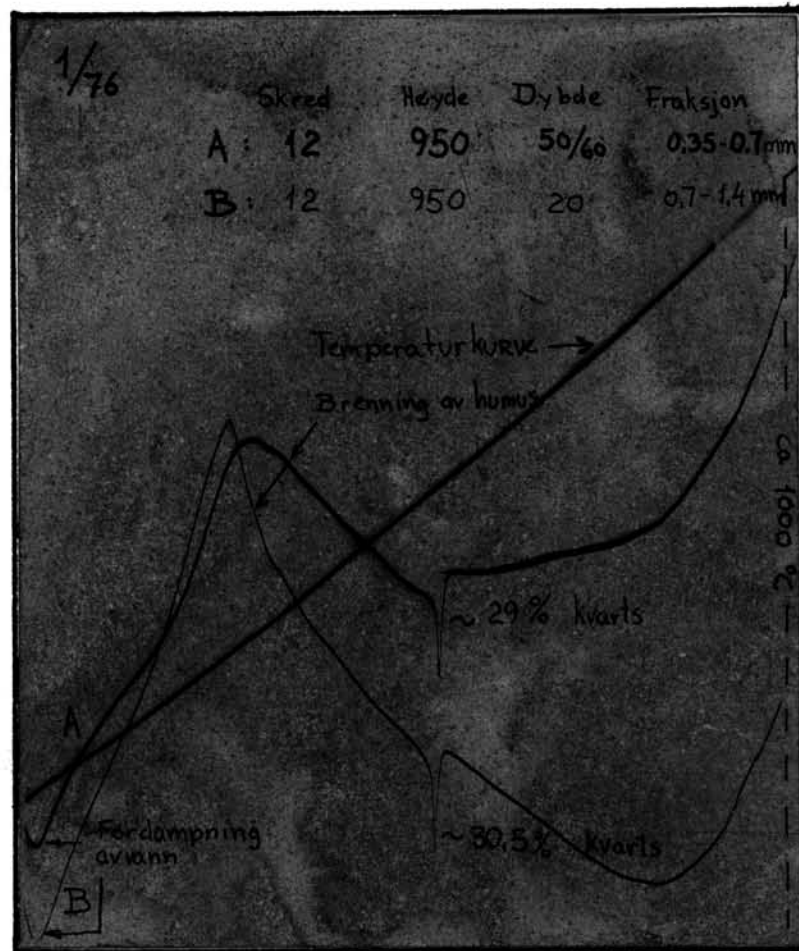 1/76
Skred Høyde Dybde Fraksjon
A: 12 950 50/60 0.35-0.7mm
B: 12 950 20 0.7-1.4mm
Temperaturkurve →
Brenning av humus
ca 1000 °C
~29% kvarts
A
Fordampning
av vann
~30,5% kvarts
B